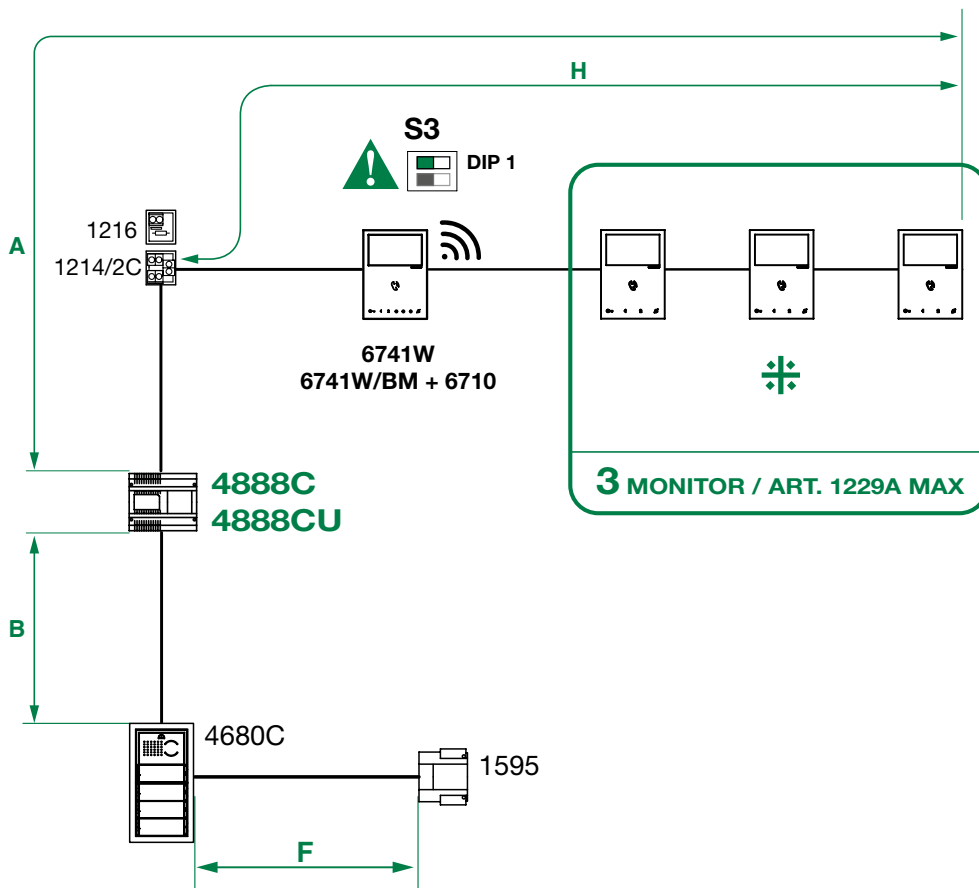 H
S3
DIP 1
1216
A
1214/2C
6741W
6741W/BM + 6710
3 MONITOR / ART. 1229A MAX
4888C
4888CU
B
4680C
1595
F